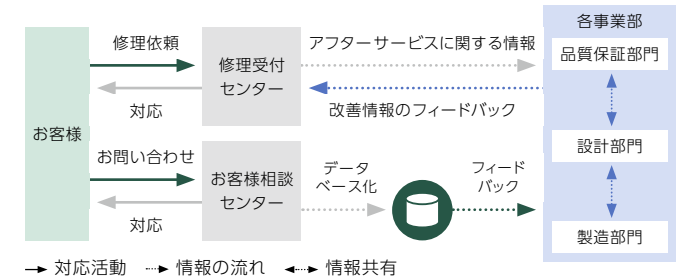 お客様
修理依頼
対応
修理受付
センター
アフターサービスに関する情報
改善情報のフィードバック
お問い合わせ
対応
お客様相談
センター
データ
ベース化
フィード
バック
各事業部
品質保証部門
設計部門
製造部門
対応活動 情報の流れ 情報共有